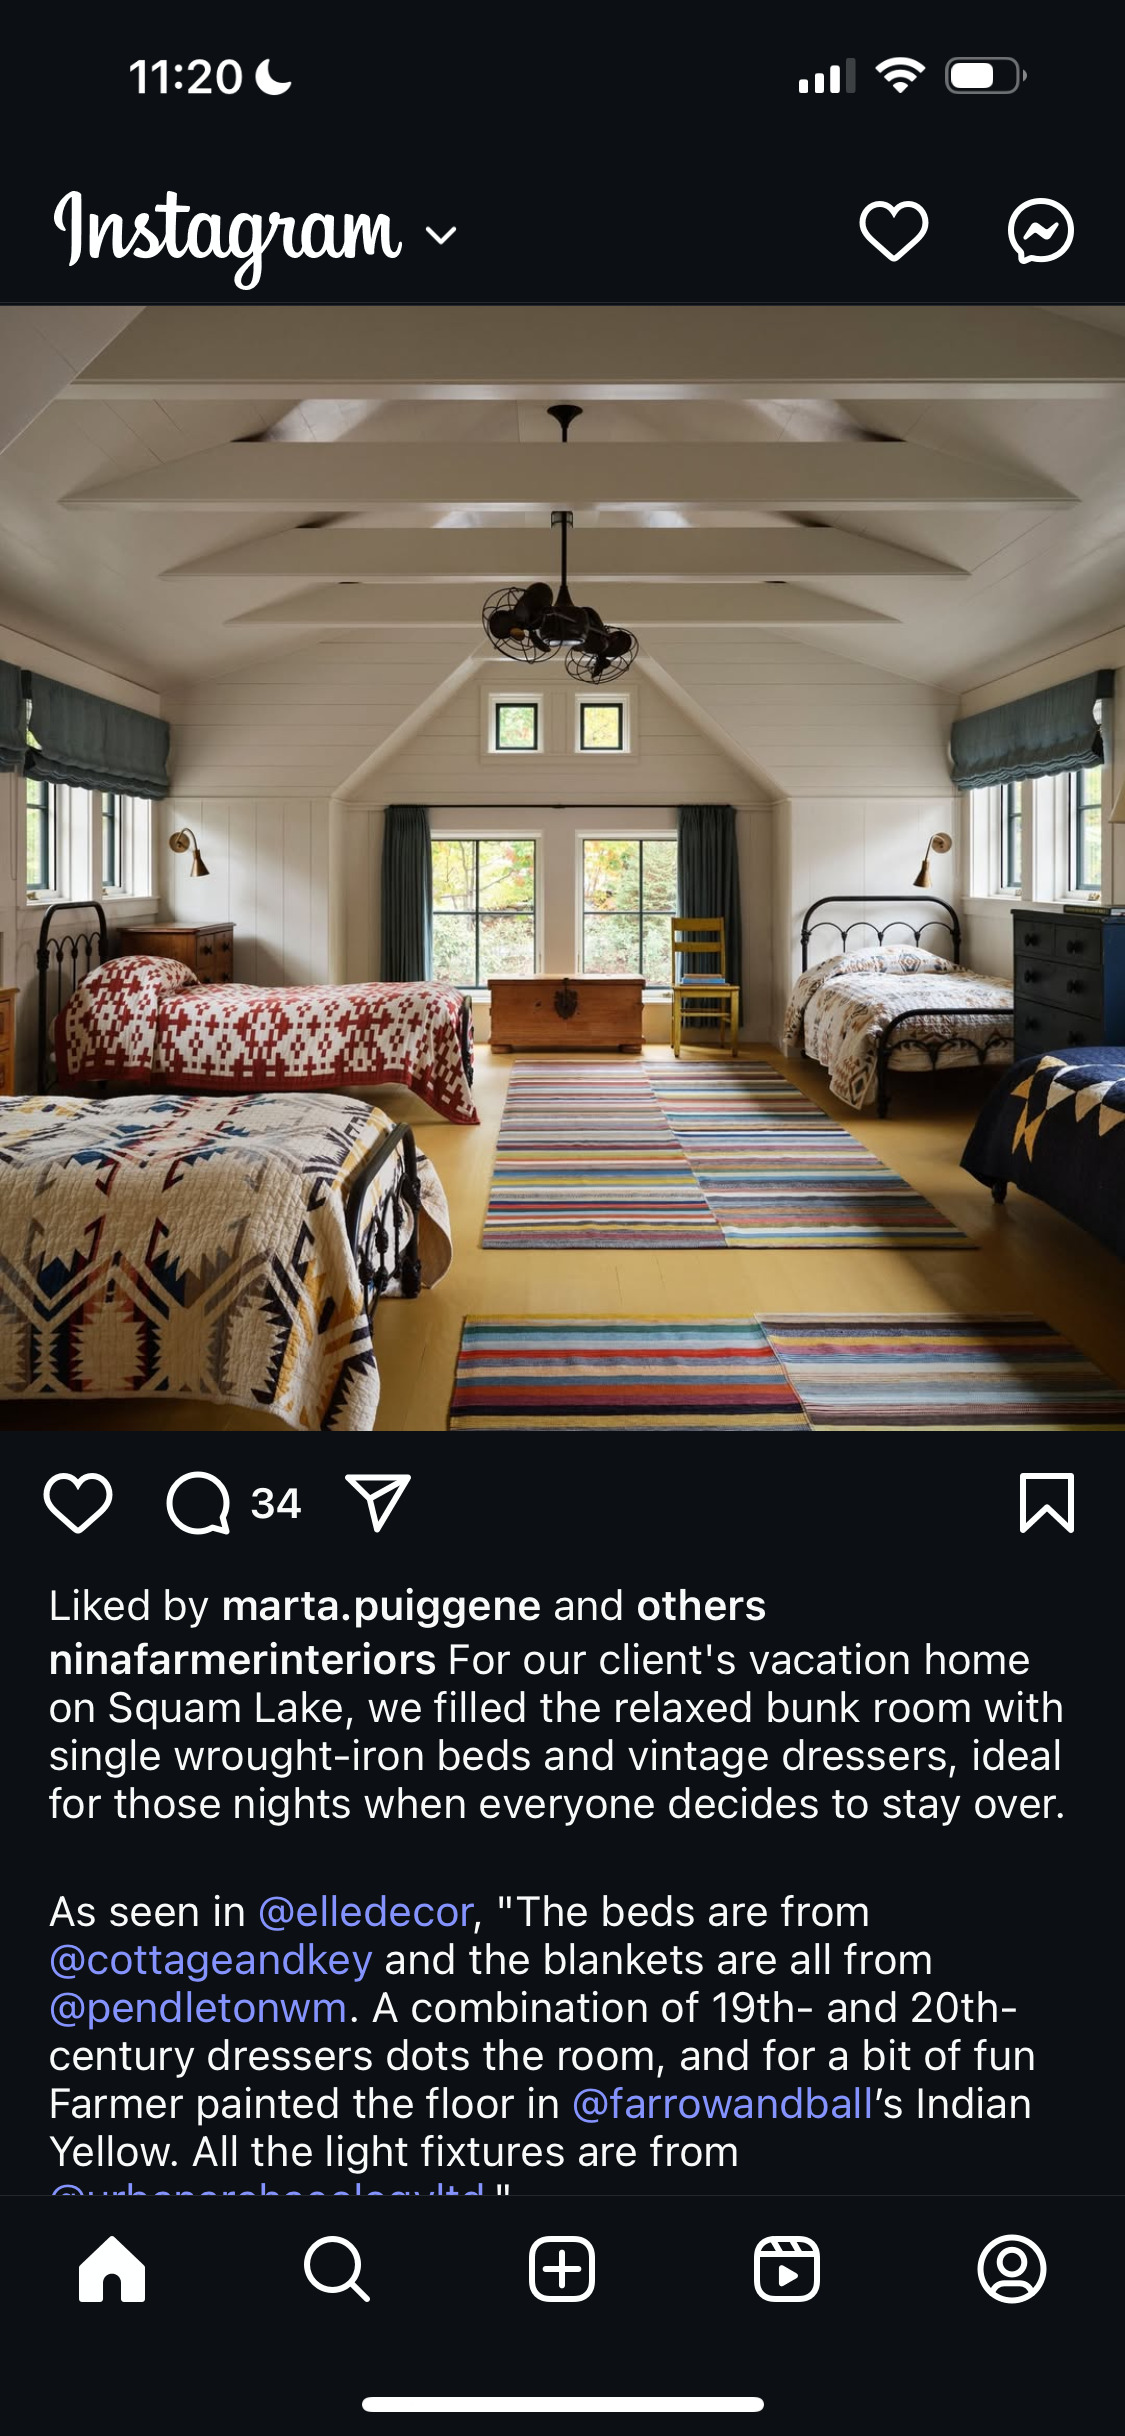 11:20
Instagram
34
Liked by marta.puiggene and others
ninafarmerinteriors For our client's vacation home
on Squam Lake, we filled the relaxed bunk room with
single wrought-iron beds and vintage dressers, ideal
for those nights when everyone decides to stay over.
As seen in @elledecor, "The beds are from
@cottageandkey and the blankets are all from
@pendletonwm. A combination of 19th- and 20th-
century dressers dots the room, and for a bit of fun
Farmer painted the floor in @farrowandball’s Indian
Yellow. All the light fixtures are from
@urbanarchaeologyltd."